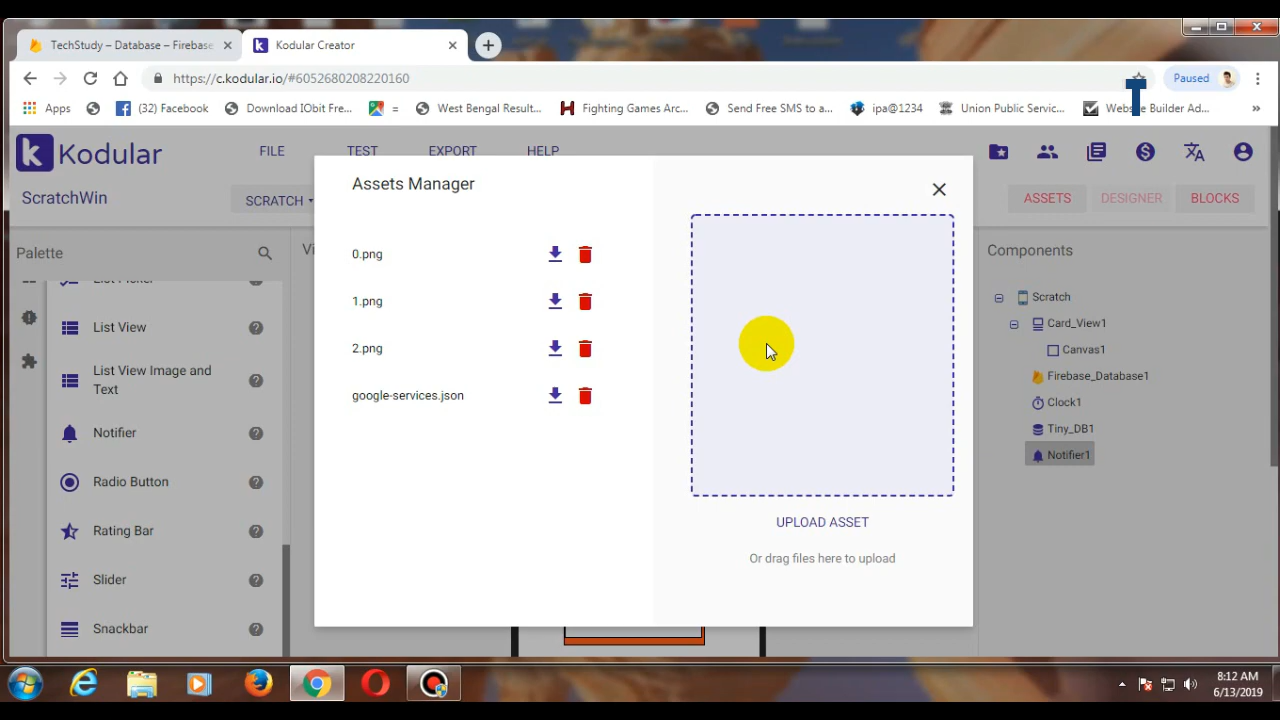 TechStudy – Database – Firebase
Kodular Creator
https://c.kodular.io/#6052680208220160
Paused
Apps
(32) Facebook
Download IObit Fre...
=
West Bengal Result...
Fighting Games Arc...
Send Free SMS to a...
ipa@1234
Union Public Servic...
Website Builder Ad...
»
T
k Kodular
FILE
TEST
EXPORT
HELP
ScratchWin
SCRATCH
ASSETS
DESIGNER
BLOCKS
Palette
List View
List View Image and
Text
Notifier
Radio Button
Rating Bar
Slider
Snackbar
Assets Manager
0.png
1.png
2.png
google-services.json
UPLOAD ASSET
Or drag files here to upload
Components
Scratch
Card_View1
Canvas1
Firebase_Database1
Clock1
Tiny_DB1
Notifier1
8:12 AM
6/13/2019